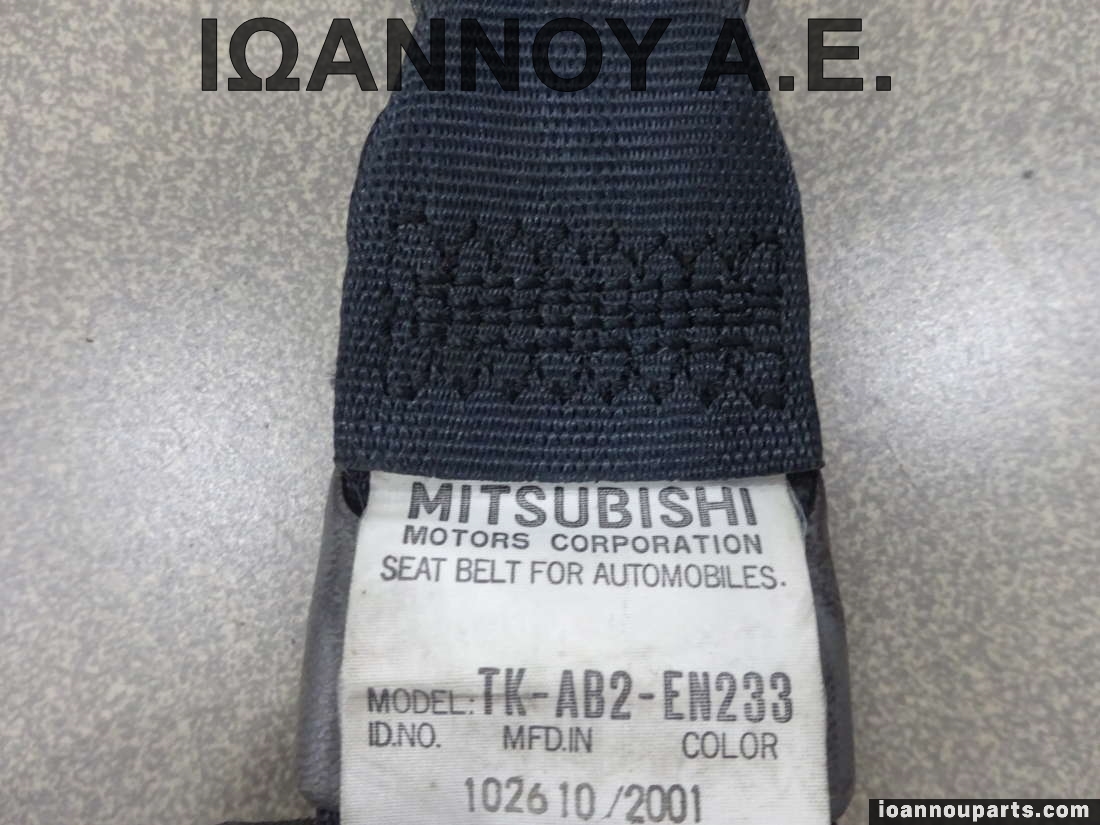 ΙΩΑΝΝΟΥ Α.Ε.
MITSUBISHI
MOTORS CORPORATION
SEAT BELT FOR AUTOMOBILES.
MODEL: TK-AB2-EN233
ID.NO. MFD.IN COLOR
102610/2001
ioannouparts.com